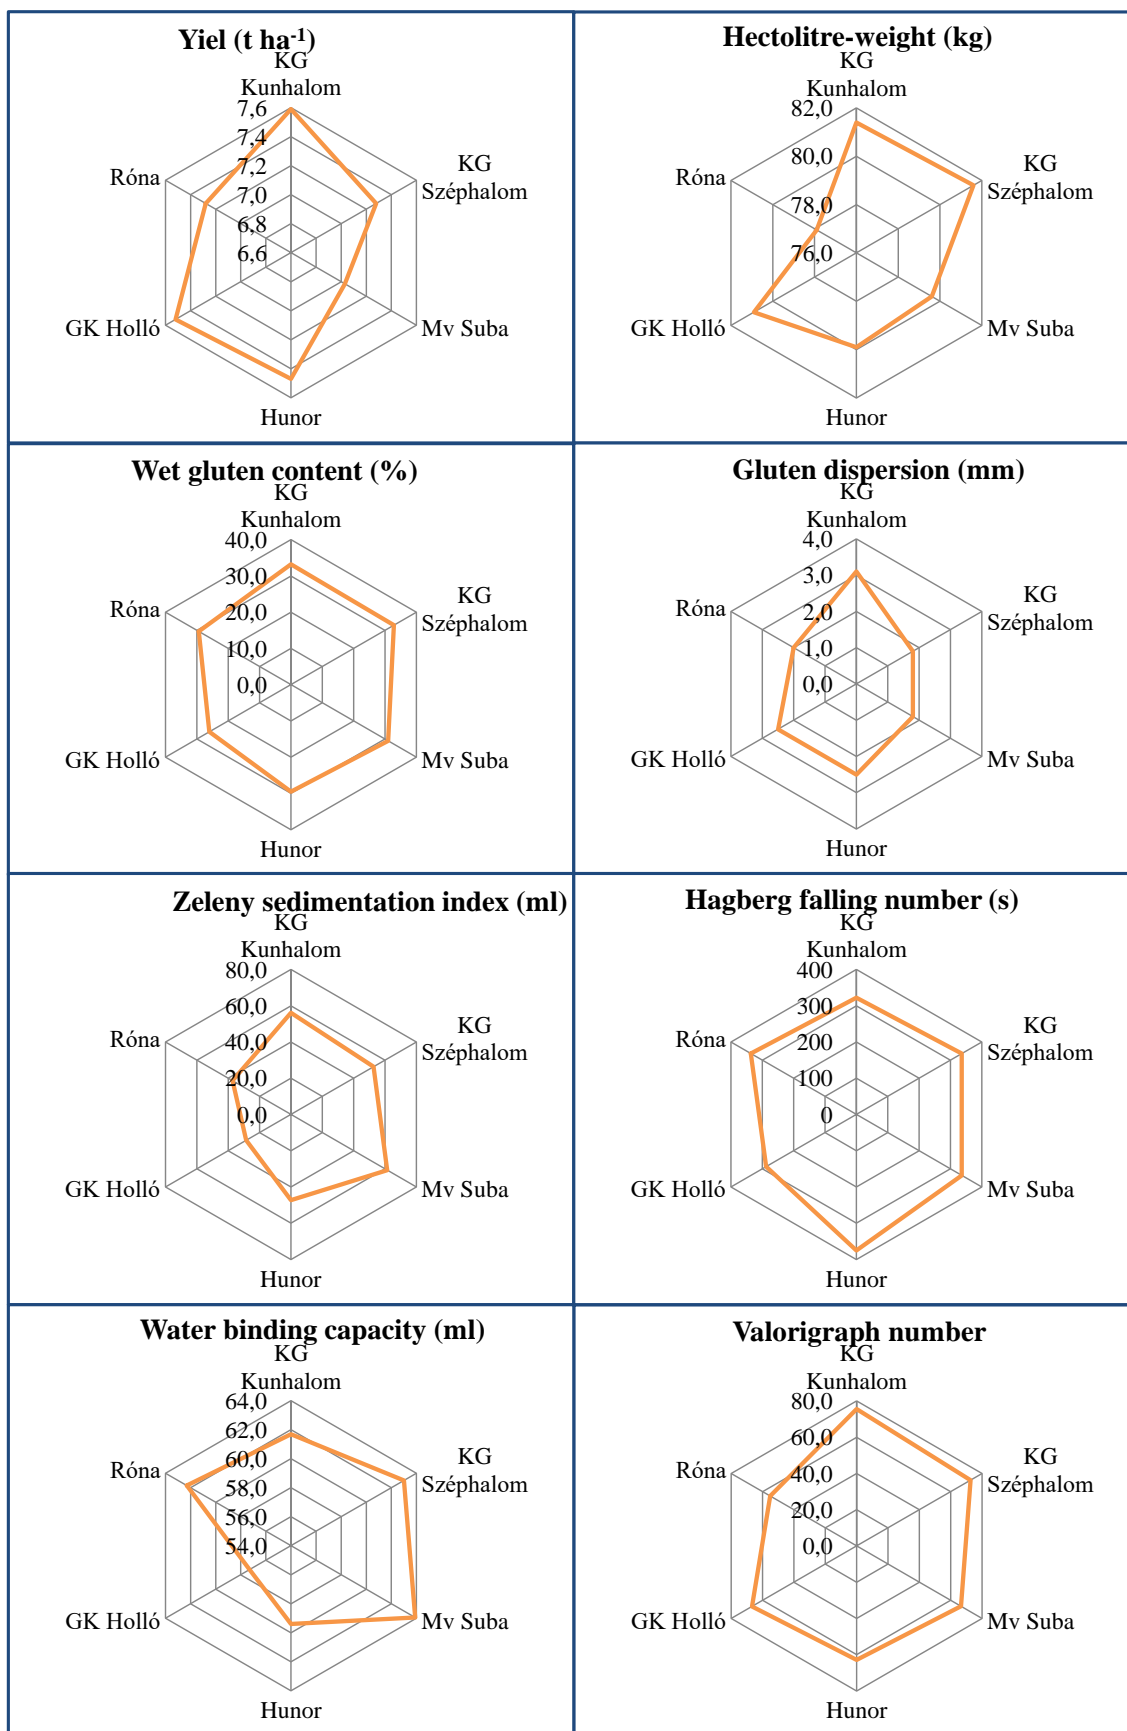 Yiel (t ha-1)
KG
Kunhalom
7,6
7,4
7,2
7,0
6,8
6,6
KG
Széphalom
Mv Suba
Hunor
GK Holló
Róna
Hectolitre-weight (kg)
KG
Kunhalom
82,0
80,0
78,0
76,0
KG
Széphalom
Mv Suba
Hunor
GK Holló
Róna
Wet gluten content (%)
KG
Kunhalom
40,0
30,0
20,0
10,0
0,0
KG
Széphalom
Mv Suba
Hunor
GK Holló
Róna
Gluten dispersion (mm)
KG
Kunhalom
4,0
3,0
2,0
1,0
0,0
KG
Széphalom
Mv Suba
Hunor
GK Holló
Róna
Zeleny sedimentation index (ml)
KG
Kunhalom
80,0
60,0
40,0
20,0
0,0
KG
Széphalom
Mv Suba
Hunor
GK Holló
Róna
Hagberg falling number (s)
KG
Kunhalom
400
300
200
100
0
KG
Széphalom
Mv Suba
Hunor
GK Holló
Róna
Water binding capacity (ml)
KG
Kunhalom
64,0
62,0
60,0
58,0
56,0
54,0
KG
Széphalom
Mv Suba
Hunor
GK Holló
Róna
Valorigraph number
KG
Kunhalom
80,0
60,0
40,0
20,0
0,0
KG
Széphalom
Mv Suba
Hunor
GK Holló
Róna